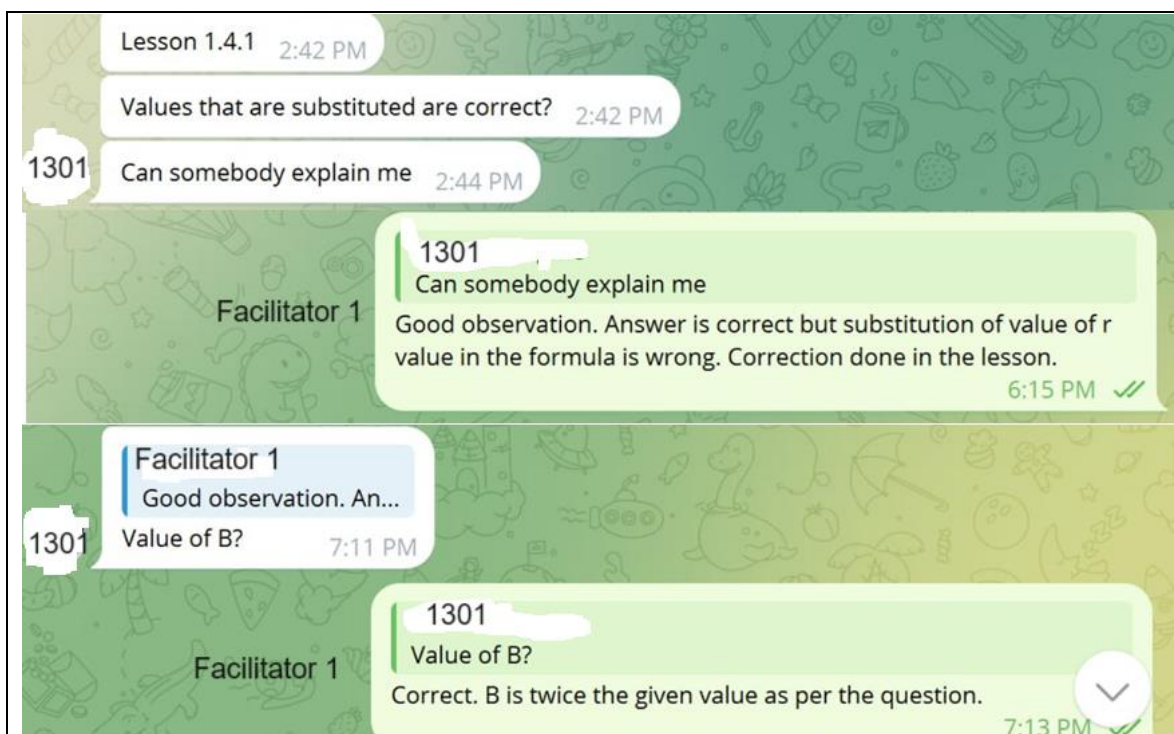 Lesson 1.4.1 2:42 PM
Values that are substituted are correct? 2:42 PM
1301
Can somebody explain me 2:44 PM
1301
Can somebody explain me
Facilitator 1
Good observation. Answer is correct but substitution of value of r
value in the formula is wrong. Correction done in the lesson.
6:15 PM
Facilitator 1
Good observation. An...
1301
Value of B? 7:11 PM
1301
Value of B?
Facilitator 1
Correct. B is twice the given value as per the question.
7:13 PM